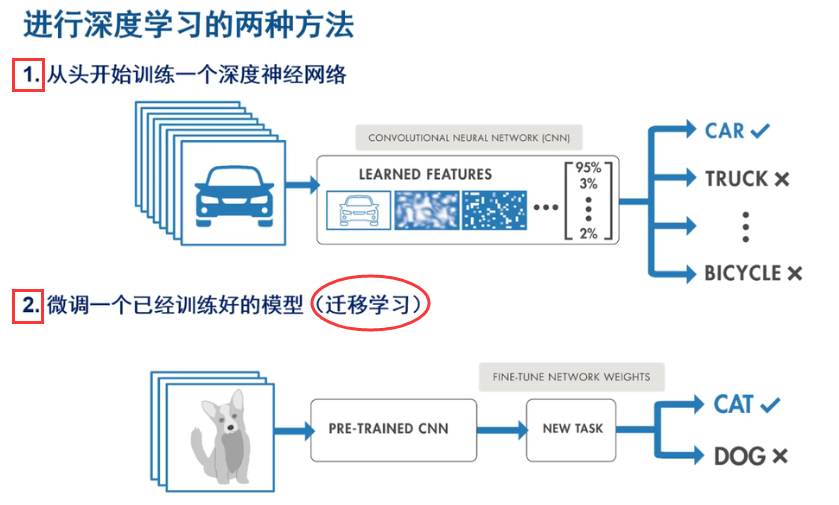 进行深度学习的两种方法
1. 从头开始训练一个深度神经网络
CONVOLUTIONAL NEURAL NETWORK (CNN)
LEARNED FEATURES
95%
3%
2%
CAR
TRUCK
BICYCLE
2. 微调一个已经训练好的模型（迁移学习）
FINE-TUNE NETWORK WEIGHTS
PRE-TRAINED CNN
NEW TASK
CAT
DOG